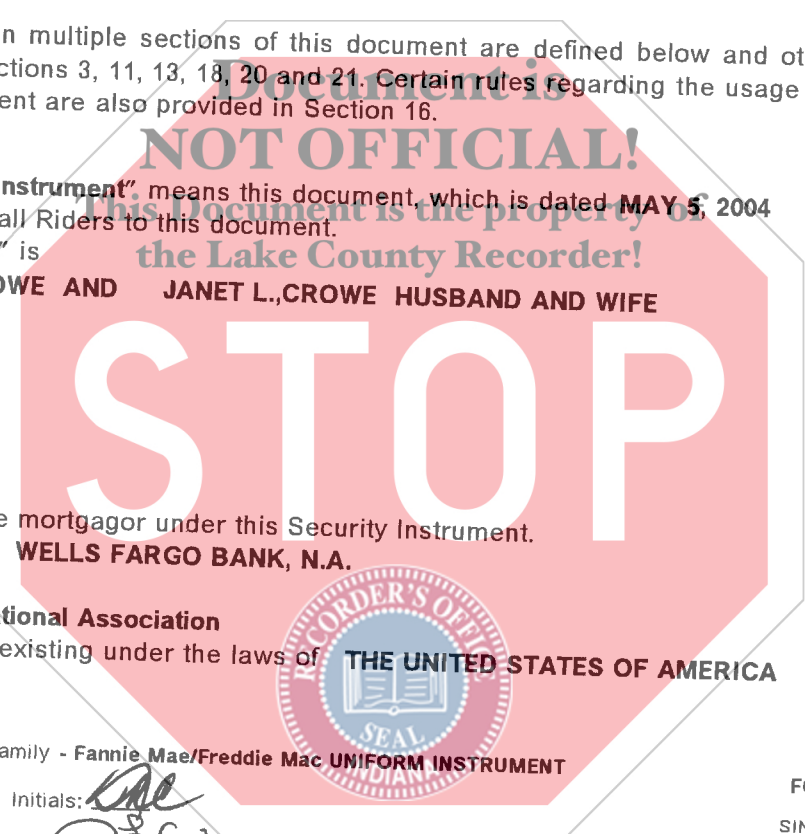 n multiple sections of this document are defined below and ot
ctions 3, 11, 13, 18, 20 and 21. Certain rules regarding the usage
ent are also provided in Section 16.
Document is
NOT OFFICIAL!
This Document is the property of
the Lake County Recorder!
nstrument" means this document, which is dated MAY 5, 2004
all Riders to this document.
" is
OWE AND JANET L.,CROWE HUSBAND AND WIFE
STOP
e mortgagor under this Security Instrument.
WELLS FARGO BANK, N.A.
tional Association
existing under the laws of THE UNITED STATES OF AMERICA
RECORDER'S OFFICE
SEAL
INDIANA
amily - Fannie Mae/Freddie Mac UNIFORM INSTRUMENT
Initials:
FO
SIN